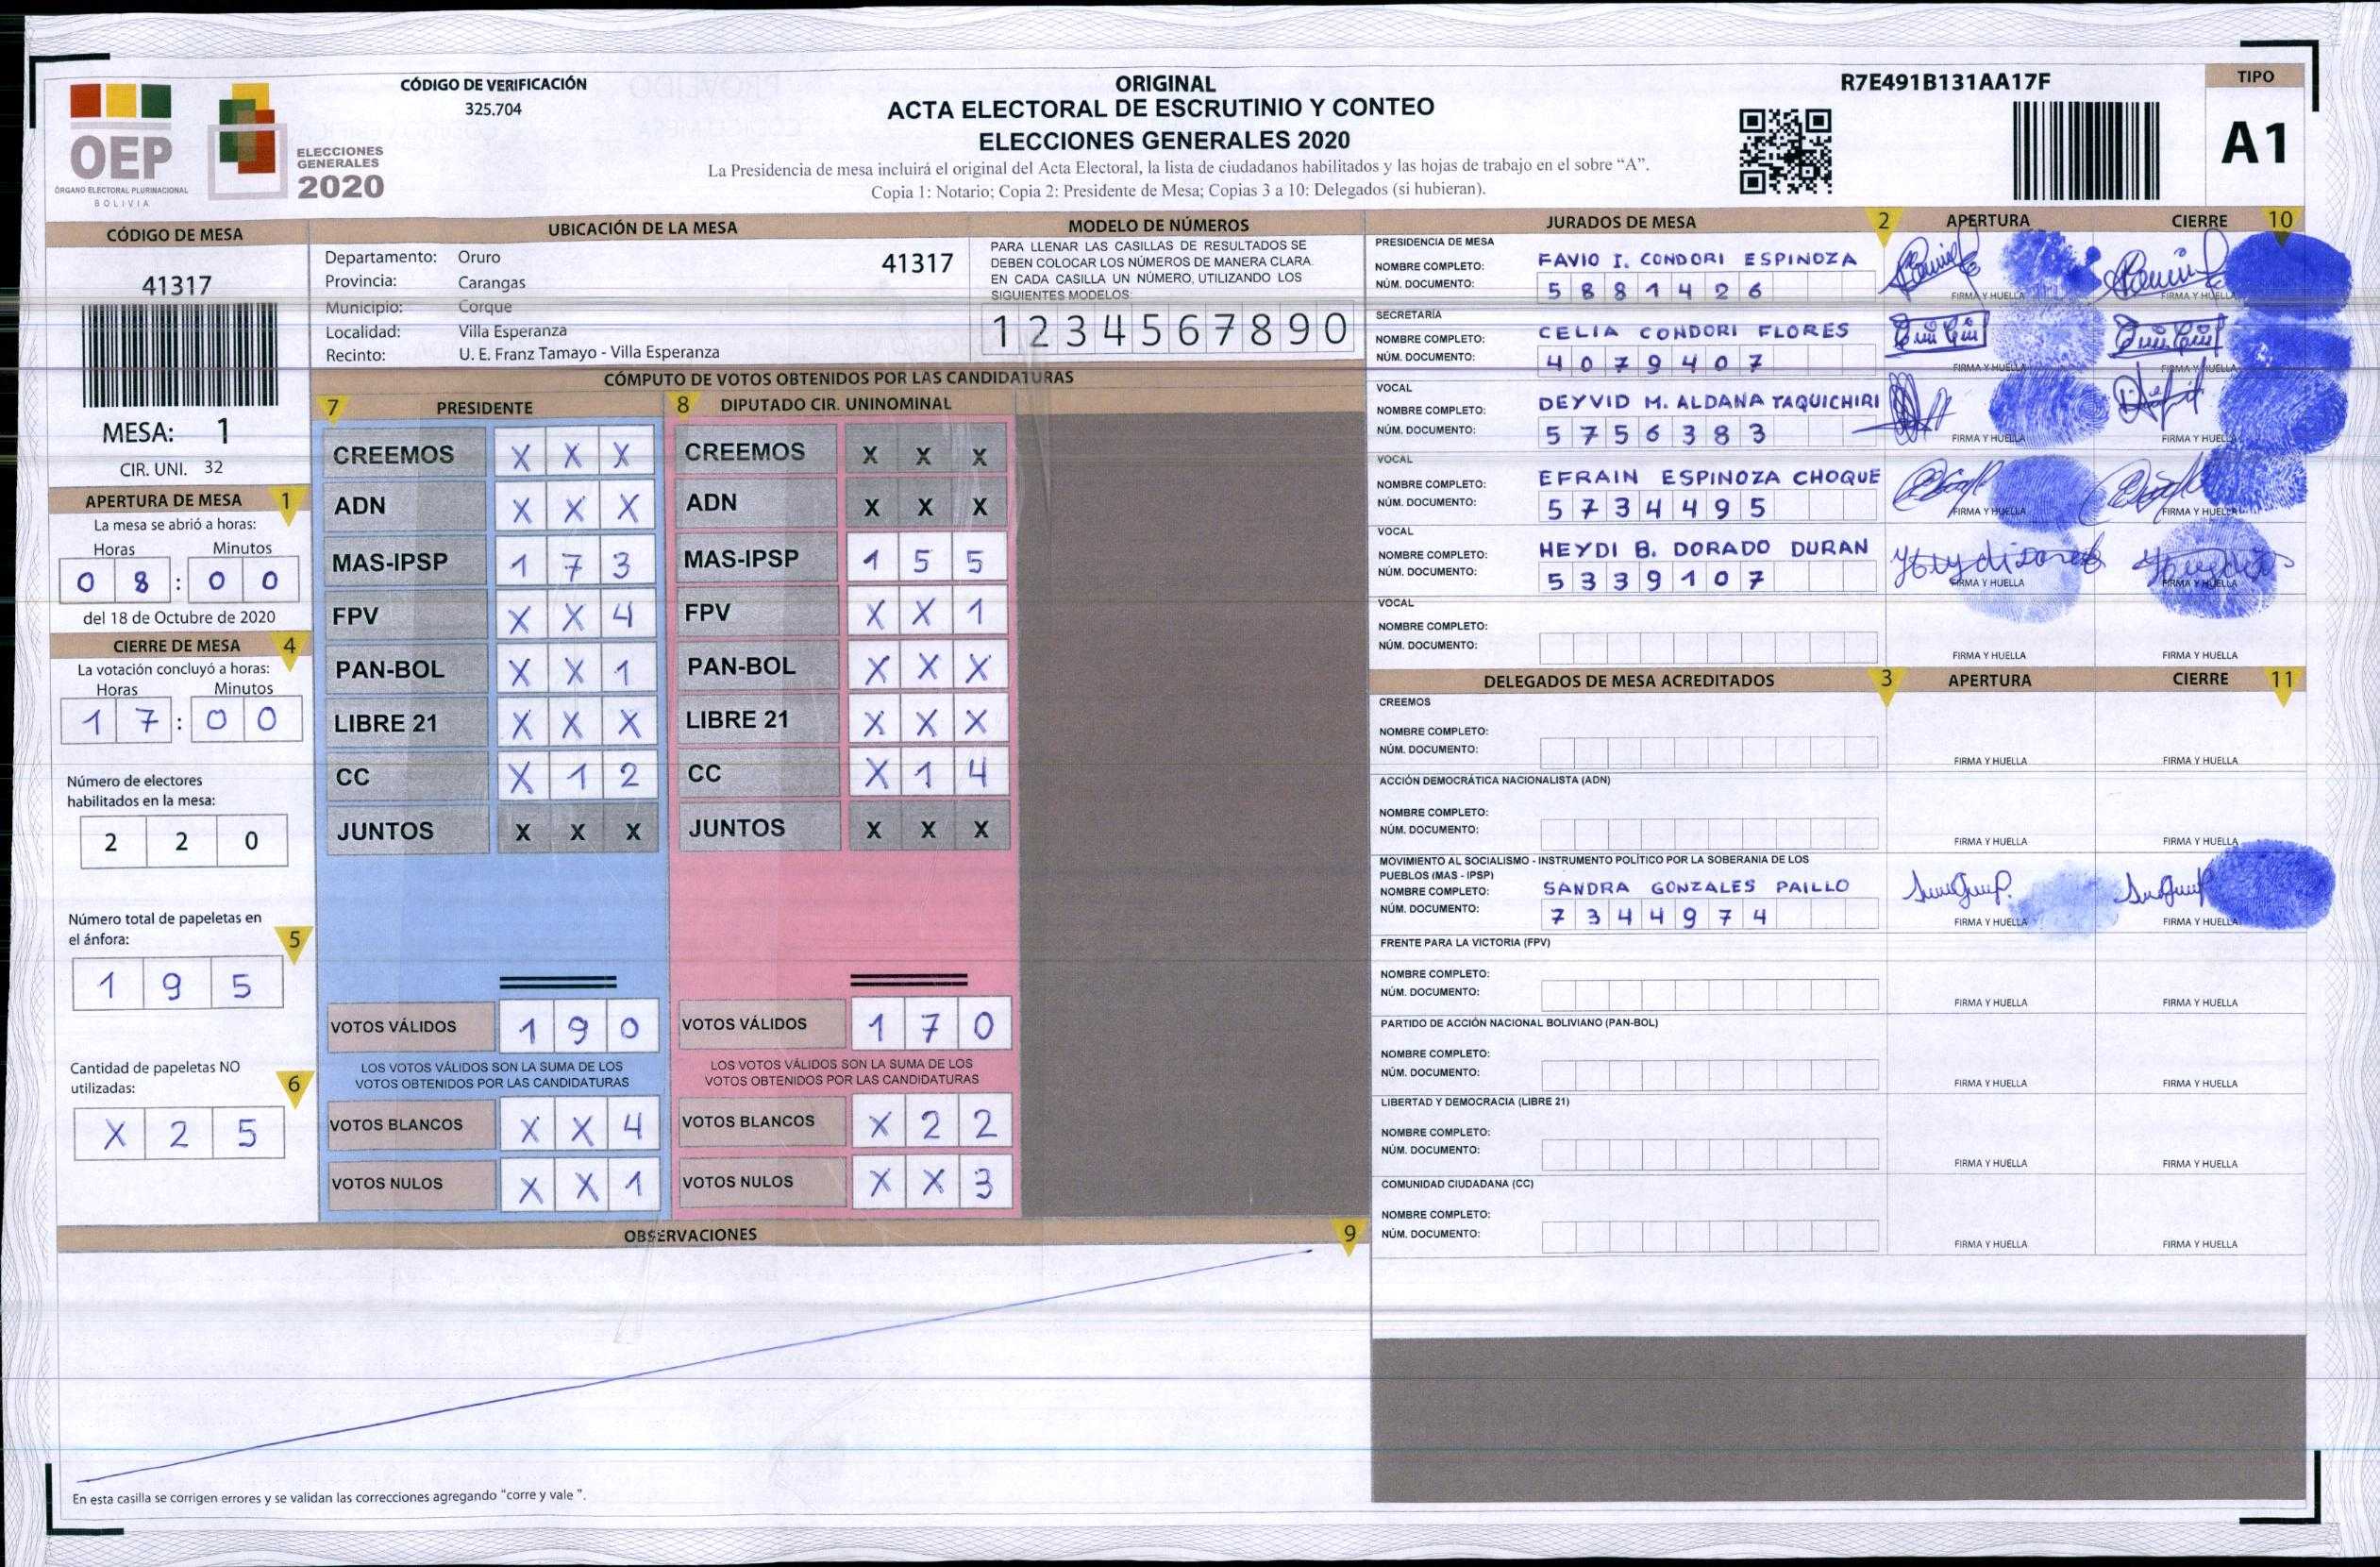 CÓDIGO DE VERIFICACIÓN
325.704
ORIGINAL
ACTA ELECTORAL DE ESCRUTINIO Y CONTEO
ELECCIONES GENERALES 2020
La Presidencia de mesa incluirá el original del Acta Electoral, la lista de ciudadanos habilitados y las hojas de trabajo en el sobre “A”.
Copia 1: Notario; Copia 2: Presidente de Mesa; Copias 3 a 10: Delegados (si hubieran).
R7E491B131AA17F
TIPO
A1
OEP
ÓRGANO ELECTORAL PLURINACIONAL
BOLIVIA
ELECCIONES
GENERALES
2020
CÓDIGO DE MESA
41317
MESA: 1
CIR. UNI. 32
UBICACIÓN DE LA MESA
Departamento: Oruro
41317
Provincia: Carangas
Municipio: Corque
Localidad: Villa Esperanza
Recinto: U. E. Franz Tamayo - Villa Esperanza
MODELO DE NÚMEROS
PARA LLENAR LAS CASILLAS DE RESULTADOS SE
DEBEN COLOCAR LOS NÚMEROS DE MANERA CLARA.
EN CADA CASILLA UN NÚMERO, UTILIZANDO LOS
SIGUIENTES MODELOS:
1 2 3 4 5 6 7 8 9 0
APERTURA DE MESA 1
La mesa se abrió a horas:
Horas Minutos
0 8 : 0 0
del 18 de Octubre de 2020
CIERRE DE MESA 4
La votación concluyó a horas:
Horas Minutos
1 7 : 0 0
Número de electores
habilitados en la mesa:
2 2 0
Número total de papeletas en
el ánfora: 5
1 9 5
Cantidad de papeletas NO
utilizadas: 6
X 2 5
CÓMPUTO DE VOTOS OBTENIDOS POR LAS CANDIDATURAS
7 PRESIDENTE
CREEMOS X X X
ADN X X X
MAS-IPSP 1 7 3
FPV X X 4
PAN-BOL X X 1
LIBRE 21 X X X
CC X 1 2
JUNTOS X X X
VOTOS VÁLIDOS 1 9 0
LOS VOTOS VÁLIDOS SON LA SUMA DE LOS
VOTOS OBTENIDOS POR LAS CANDIDATURAS
VOTOS BLANCOS X X 4
VOTOS NULOS X X 1
8 DIPUTADO CIR. UNINOMINAL
CREEMOS X X X
ADN X X X
MAS-IPSP 1 5 5
FPV X X 1
PAN-BOL X X X
LIBRE 21 X X X
CC X 1 4
JUNTOS X X X
VOTOS VÁLIDOS 1 7 0
LOS VOTOS VÁLIDOS SON LA SUMA DE LOS
VOTOS OBTENIDOS POR LAS CANDIDATURAS
VOTOS BLANCOS X 2 2
VOTOS NULOS X X 3
OBSERVACIONES 9
En esta casilla se corrigen errores y se validan las correcciones agregando "corre y vale ".
JURADOS DE MESA 2 APERTURA CIERRE 10
PRESIDENCIA DE MESA
NOMBRE COMPLETO: FAVIO I. CONDORI ESPINOZA
NÚM. DOCUMENTO: 5 8 8 1 4 2 6
FIRMA Y HUELLA FIRMA Y HUELLA
SECRETARÍA
NOMBRE COMPLETO: CELIA CONDORI FLORES
NÚM. DOCUMENTO: 4 0 7 9 4 0 7
FIRMA Y HUELLA FIRMA Y HUELLA
VOCAL
NOMBRE COMPLETO: DEYVID M. ALDANA TAQUICHIRI
NÚM. DOCUMENTO: 5 7 5 6 3 8 3
FIRMA Y HUELLA FIRMA Y HUELLA
VOCAL
NOMBRE COMPLETO: EFRAIN ESPINOZA CHOQUE
NÚM. DOCUMENTO: 5 7 3 4 4 9 5
FIRMA Y HUELLA FIRMA Y HUELLA
VOCAL
NOMBRE COMPLETO: HEYDI B. DORADO DURAN
NÚM. DOCUMENTO: 5 3 3 9 1 0 7
FIRMA Y HUELLA FIRMA Y HUELLA
VOCAL
NOMBRE COMPLETO:
NÚM. DOCUMENTO:
FIRMA Y HUELLA FIRMA Y HUELLA
DELEGADOS DE MESA ACREDITADOS 3 APERTURA CIERRE 11
CREEMOS
NOMBRE COMPLETO:
NÚM. DOCUMENTO:
FIRMA Y HUELLA FIRMA Y HUELLA
ACCIÓN DEMOCRÁTICA NACIONALISTA (ADN)
NOMBRE COMPLETO:
NÚM. DOCUMENTO:
FIRMA Y HUELLA FIRMA Y HUELLA
MOVIMIENTO AL SOCIALISMO - INSTRUMENTO POLÍTICO POR LA SOBERANIA DE LOS
PUEBLOS (MAS - IPSP)
NOMBRE COMPLETO: SANDRA GONZALES PAILLO
NÚM. DOCUMENTO: 7 3 4 4 9 7 4
FIRMA Y HUELLA FIRMA Y HUELLA
FRENTE PARA LA VICTORIA (FPV)
NOMBRE COMPLETO:
NÚM. DOCUMENTO:
FIRMA Y HUELLA FIRMA Y HUELLA
PARTIDO DE ACCIÓN NACIONAL BOLIVIANO (PAN-BOL)
NOMBRE COMPLETO:
NÚM. DOCUMENTO:
FIRMA Y HUELLA FIRMA Y HUELLA
LIBERTAD Y DEMOCRACIA (LIBRE 21)
NOMBRE COMPLETO:
NÚM. DOCUMENTO:
FIRMA Y HUELLA FIRMA Y HUELLA
COMUNIDAD CIUDADANA (CC)
NOMBRE COMPLETO:
NÚM. DOCUMENTO:
FIRMA Y HUELLA FIRMA Y HUELLA